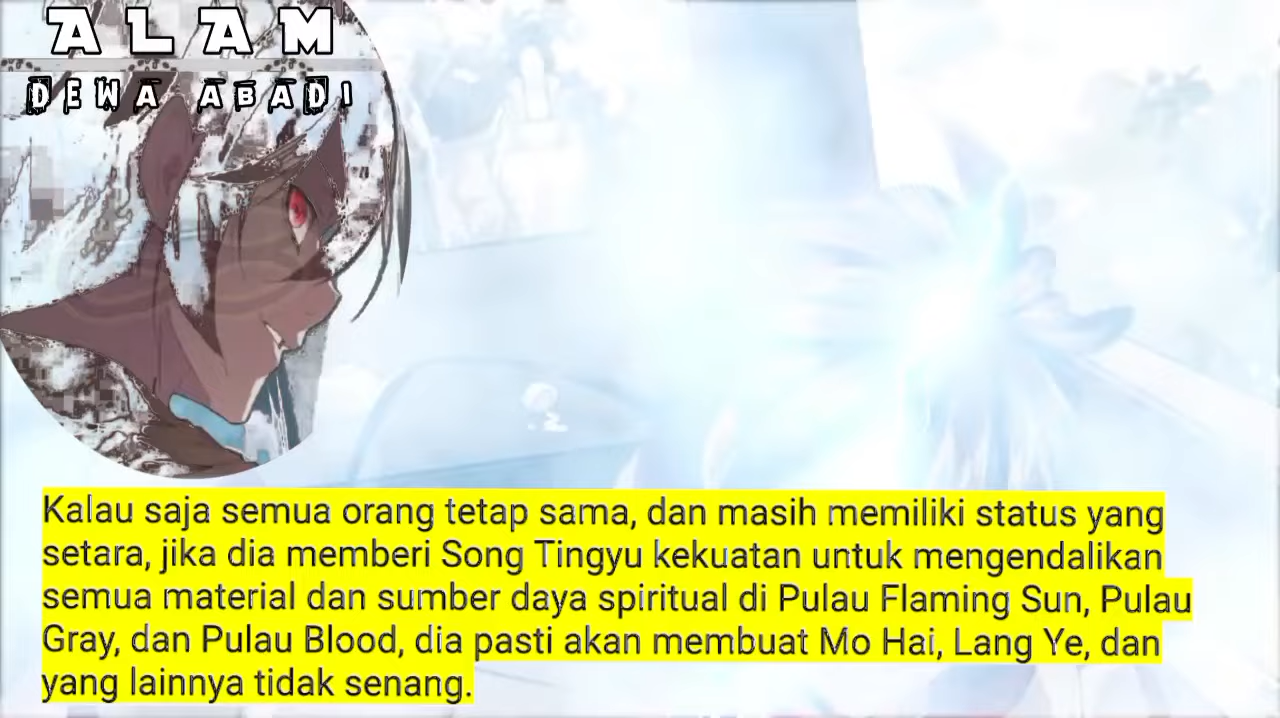 ALAM
DEWA ABADI
Kalau saja semua orang tetap sama, dan masih memiliki status yang
setara, jika dia memberi Song Tingyu kekuatan untuk mengendalikan
semua material dan sumber daya spiritual di Pulau Flaming Sun, Pulau
Gray, dan Pulau Blood, dia pasti akan membuat Mo Hai, Lang Ye, dan
yang lainnya tidak senang.